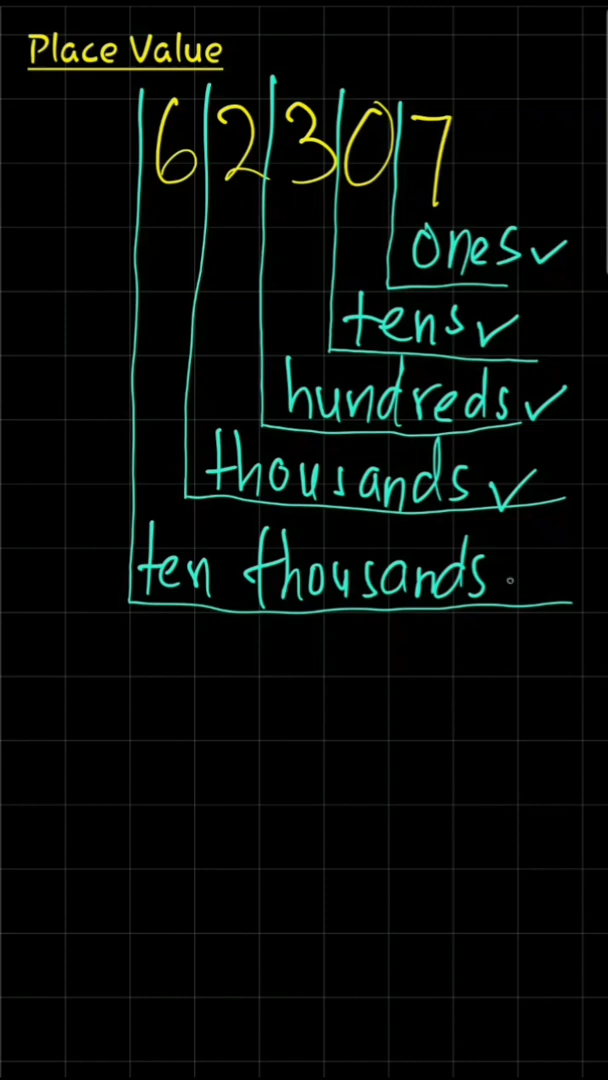 Place Value
62307
ones ✓
tens ✓
hundreds ✓
thousands ✓
ten thousands